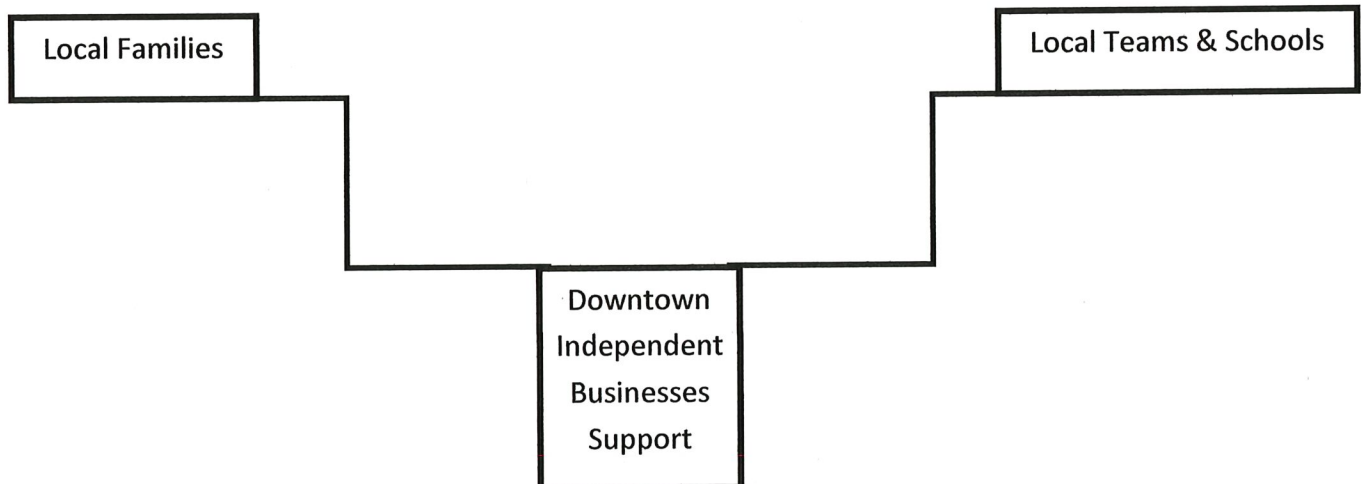 Local Families
Local Teams & Schools
Downtown
Independent
Businesses
Support